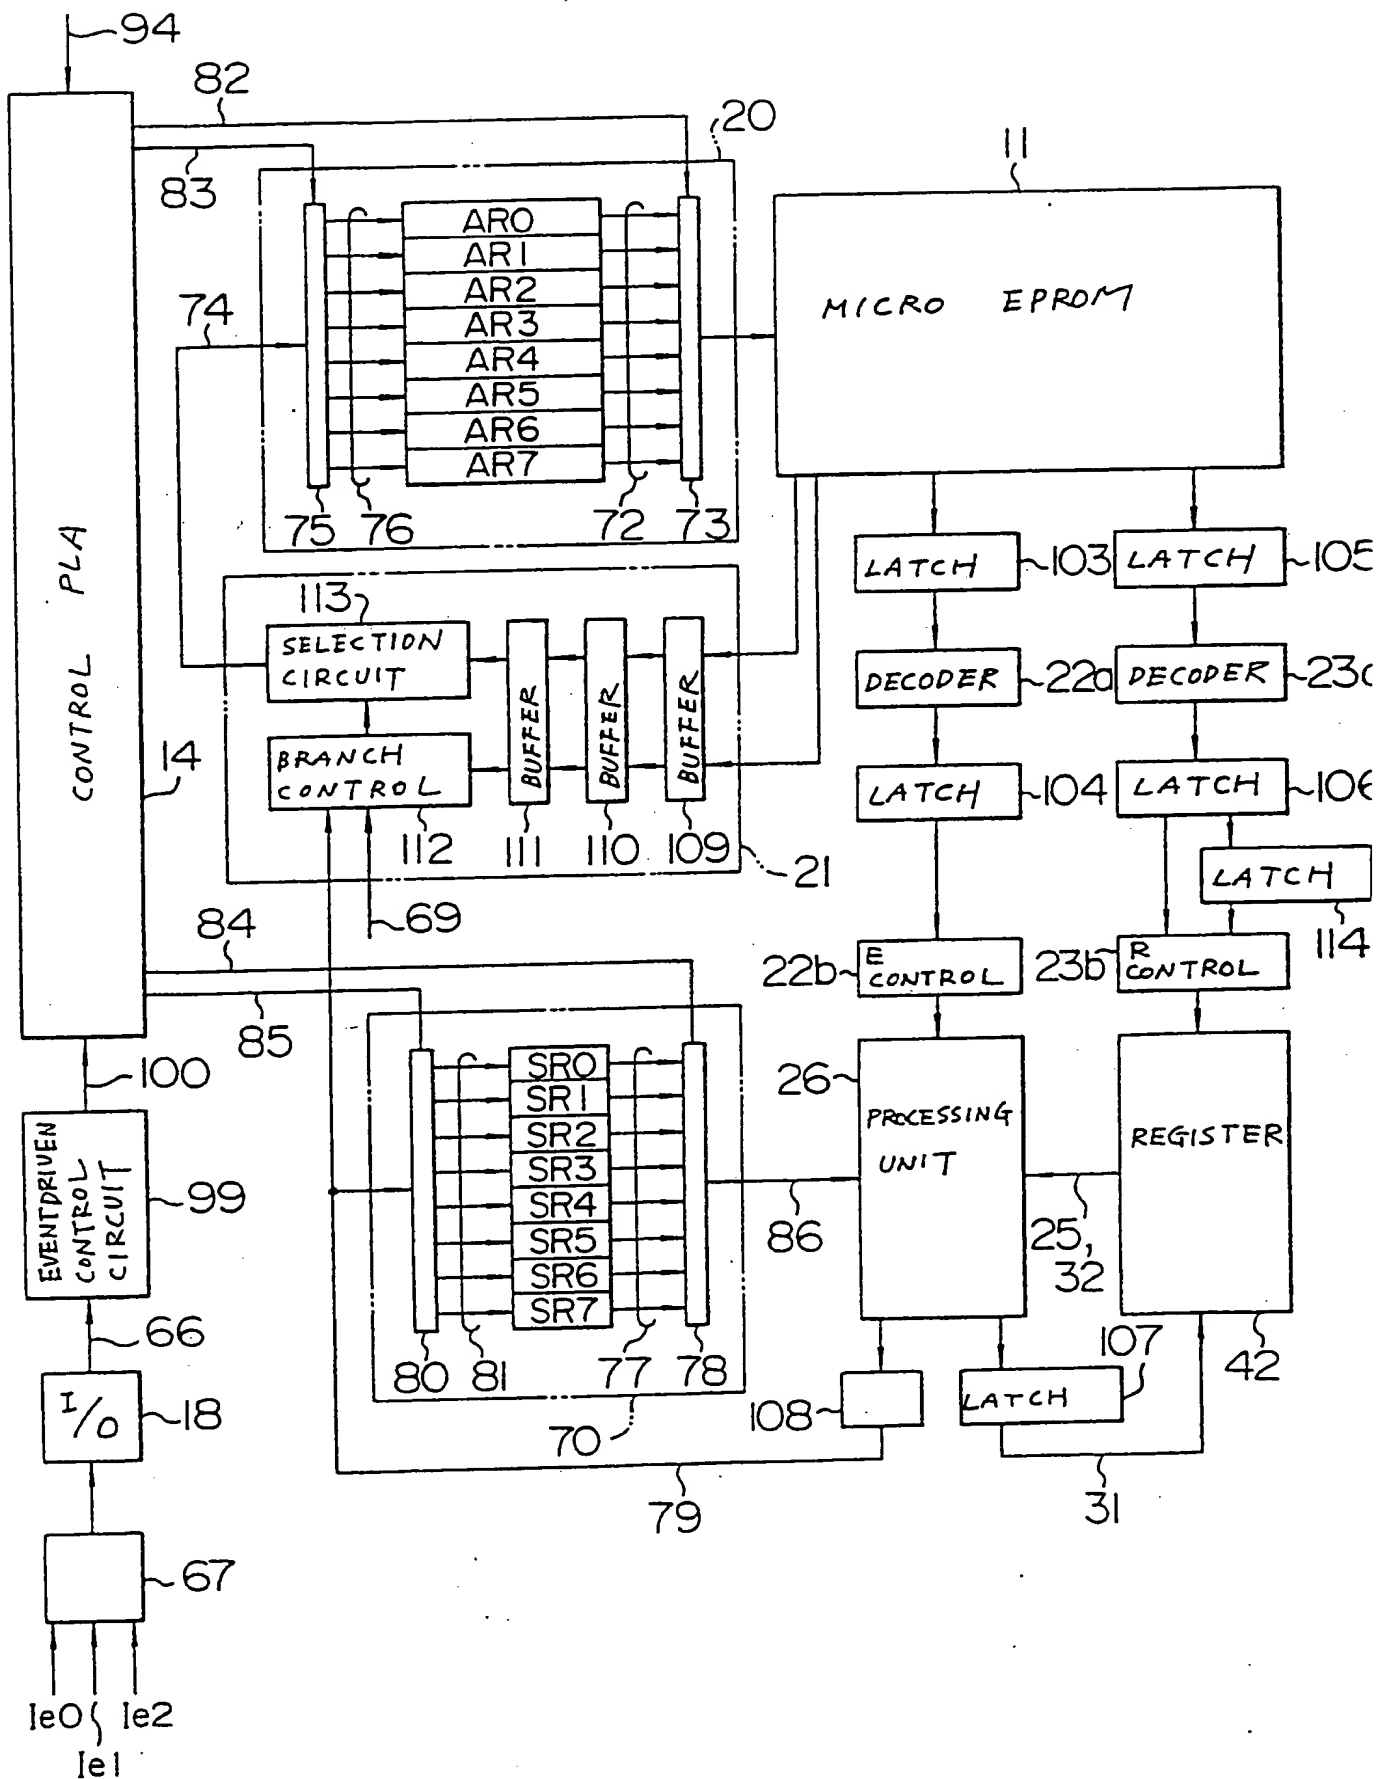 94
82
83
20
11
AR0
AR1
AR2
AR3
AR4
AR5
AR6
AR7
MICRO EPROM
74
75
76
72
73
CONTROL PLA
14
LATCH
103
LATCH
105
113
SELECTION
CIRCUIT
BUFFER
BUFFER
BUFFER
DECODER
22a
DECODER
BRANCH
CONTROL
112
111
110
109
LATCH
104
LATCH
106
21
LATCH
114
69
84
85
22b
E
CONTROL
23b
R
CONTROL
100
SR0
SR1
SR2
SR3
SR4
SR5
SR6
SR7
26
PROCESSING
UNIT
REGISTER
EVENTDRIVEN
CONTROL
CIRCUIT
99
86
25,
32
66
80
81
77
78
107
42
I/O
18
70
108
LATCH
79
31
67
Ie0
Ie2
Ie1